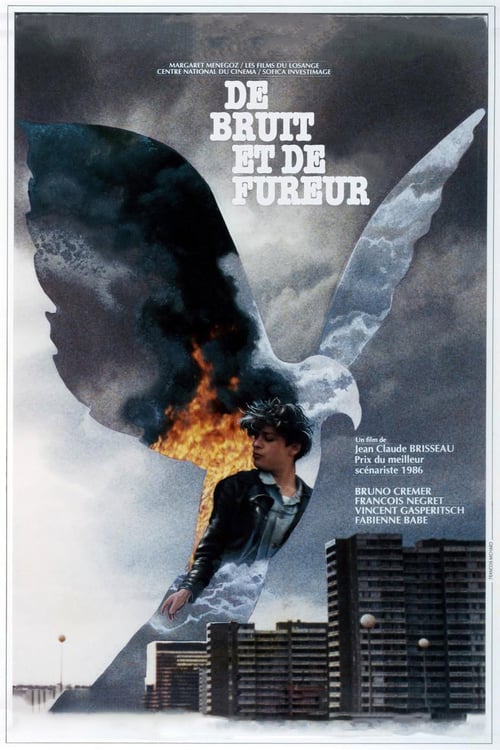 MARGARET MENEGOZ / LES FILMS DU LOSANGE
CENTRE NATIONAL DU CINEMA / SOFICA INVESTIMAGE
DE
BRUIT
ET DE
FUREUR
Un film de
Jean Claude BRISSEAU
Prix du meilleur
scénariste 1986
BRUNO CREMER
FRANCOIS NEGRET
VINCENT GASPERITSCH
FABIENNE BABE